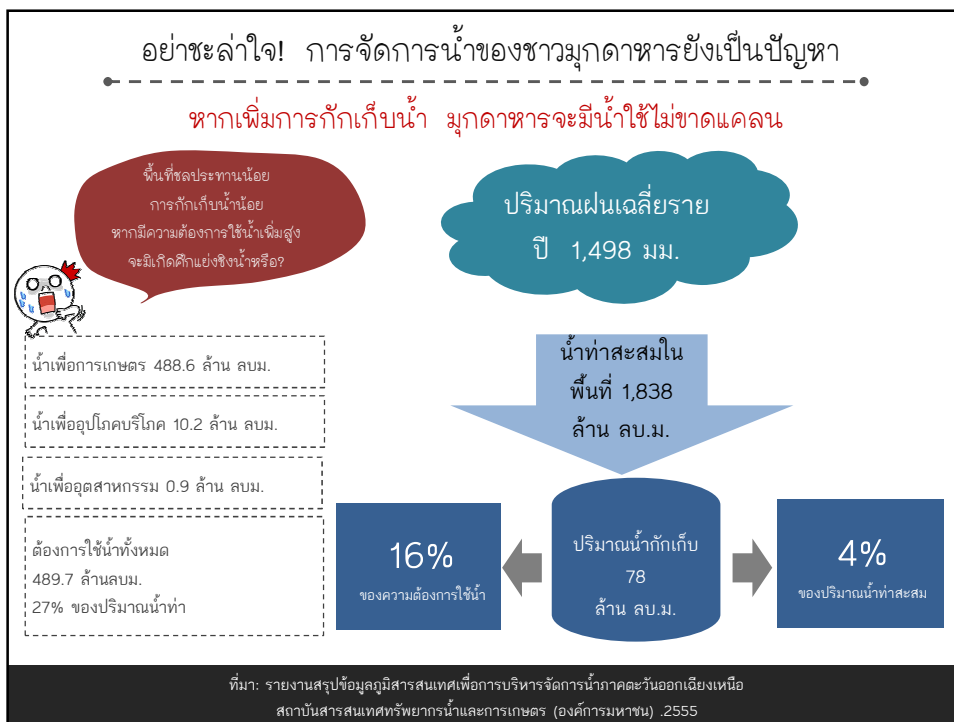 อย่าชะล่าใจ! การจัดการน้ำของชาวมุกดาหารยังเป็นปัญหา
หากเพิ่มการกักเก็บน้ำ มุกดาหารจะมีน้ำใช้ไม่ขาดแคลน
พื้นที่ชลประทานน้อย
การกักเก็บน้ำน้อย
หากมีความต้องการใช้น้ำเพิ่มสูง
จะมิเกิดศึกแย่งชิงน้ำหรือ?
ปริมาณฝนเฉลี่ยราย
ปี 1,498 มม.
น้ำเพื่อการเกษตร 488.6 ล้าน ลบม.
น้ำเพื่ออุปโภคบริโภค 10.2 ล้าน ลบม.
น้ำเพื่ออุตสาหกรรม 0.9 ล้าน ลบม.
ต้องการใช้น้ำทั้งหมด
489.7 ล้านลบม.
27% ของปริมาณน้ำท่า
น้ำท่าสะสมใน
พื้นที่ 1,838
ล้าน ลบ.ม.
16%
ของความต้องการใช้น้ำ
ปริมาณน้ำกักเก็บ
78
ล้าน ลบ.ม.
4%
ของปริมาณน้ำท่าสะสม
ที่มา: รายงานสรุปข้อมูลภูมิสารสนเทศเพื่อการบริหารจัดการน้ำภาคตะวันออกเฉียงเหนือ
สถาบันสารสนเทศทรัพยากรน้ำและการเกษตร (องค์การมหาชน) .2555